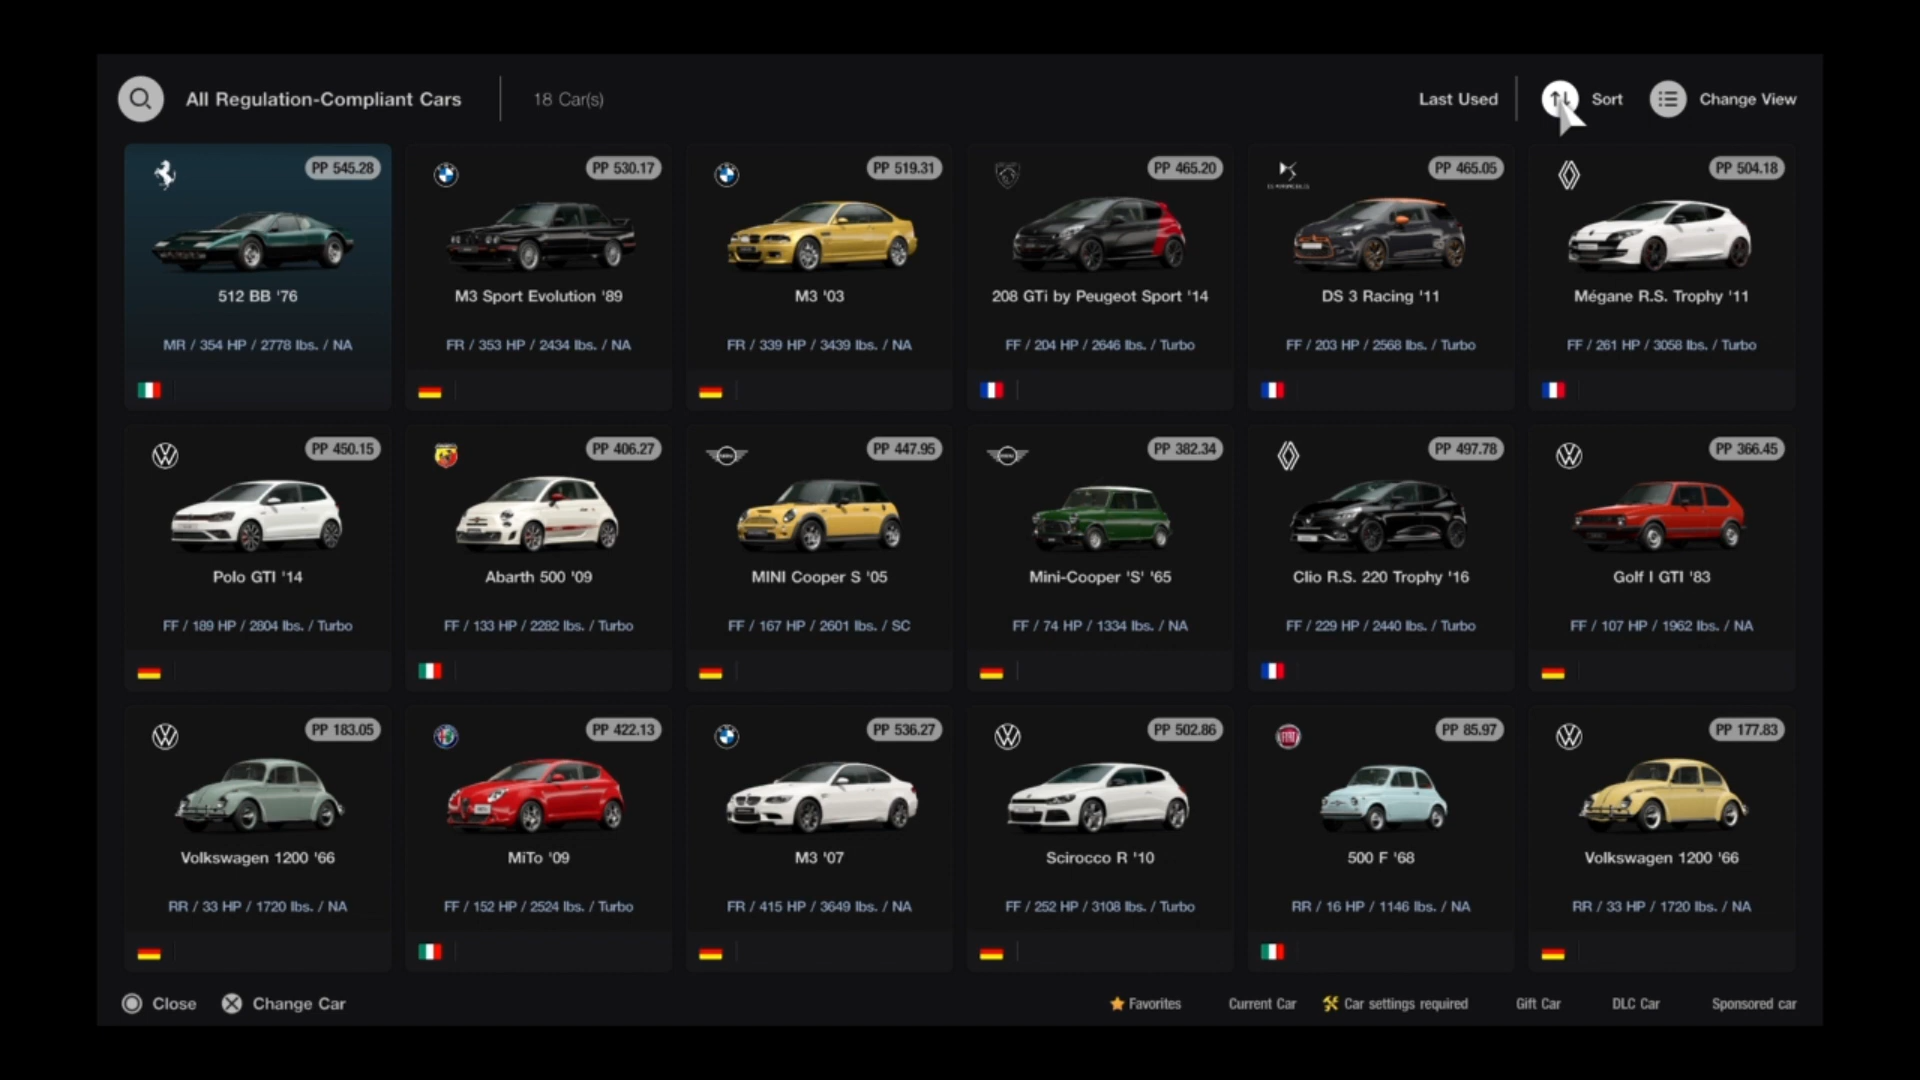 All Regulation-Compliant Cars
18 Car(s)
Last Used
Sort
Change View
PP 545.28
512 BB '76
MR / 354 HP / 2778 lbs. / NA
PP 530.17
M3 Sport Evolution '89
FR / 353 HP / 2434 lbs. / NA
PP 519.31
M3 '03
FR / 339 HP / 3439 lbs. / NA
PP 465.20
208 GTi by Peugeot Sport '14
FF / 204 HP / 2646 lbs. / Turbo
PP 465.05
DS 3 Racing '11
FF / 203 HP / 2568 lbs. / Turbo
PP 504.18
Mégane R.S. Trophy '11
FF / 261 HP / 3058 lbs. / Turbo
PP 450.15
Polo GTI '14
FF / 189 HP / 2804 lbs. / Turbo
PP 406.27
Abarth 500 '09
FF / 133 HP / 2282 lbs. / Turbo
PP 447.95
MINI Cooper S '05
FF / 167 HP / 2601 lbs. / SC
PP 382.34
Mini-Cooper 'S' '65
FF / 74 HP / 1334 lbs. / NA
PP 497.78
Clio R.S. 220 Trophy '16
FF / 229 HP / 2440 lbs. / Turbo
PP 366.45
Golf I GTI '83
FF / 107 HP / 1962 lbs. / NA
PP 183.05
Volkswagen 1200 '66
RR / 33 HP / 1720 lbs. / NA
PP 422.13
MiTo '09
FF / 152 HP / 2524 lbs. / Turbo
PP 536.27
M3 '07
FR / 415 HP / 3649 lbs. / NA
PP 502.86
Scirocco R '10
FF / 252 HP / 3108 lbs. / Turbo
FIAT
PP 85.97
500 F '68
RR / 16 HP / 1146 lbs. / NA
PP 177.83
Volkswagen 1200 '66
RR / 33 HP / 1720 lbs. / NA
Close
Change Car
Favorites
Current Car
Car settings required
Gift Car
DLC Car
Sponsored car